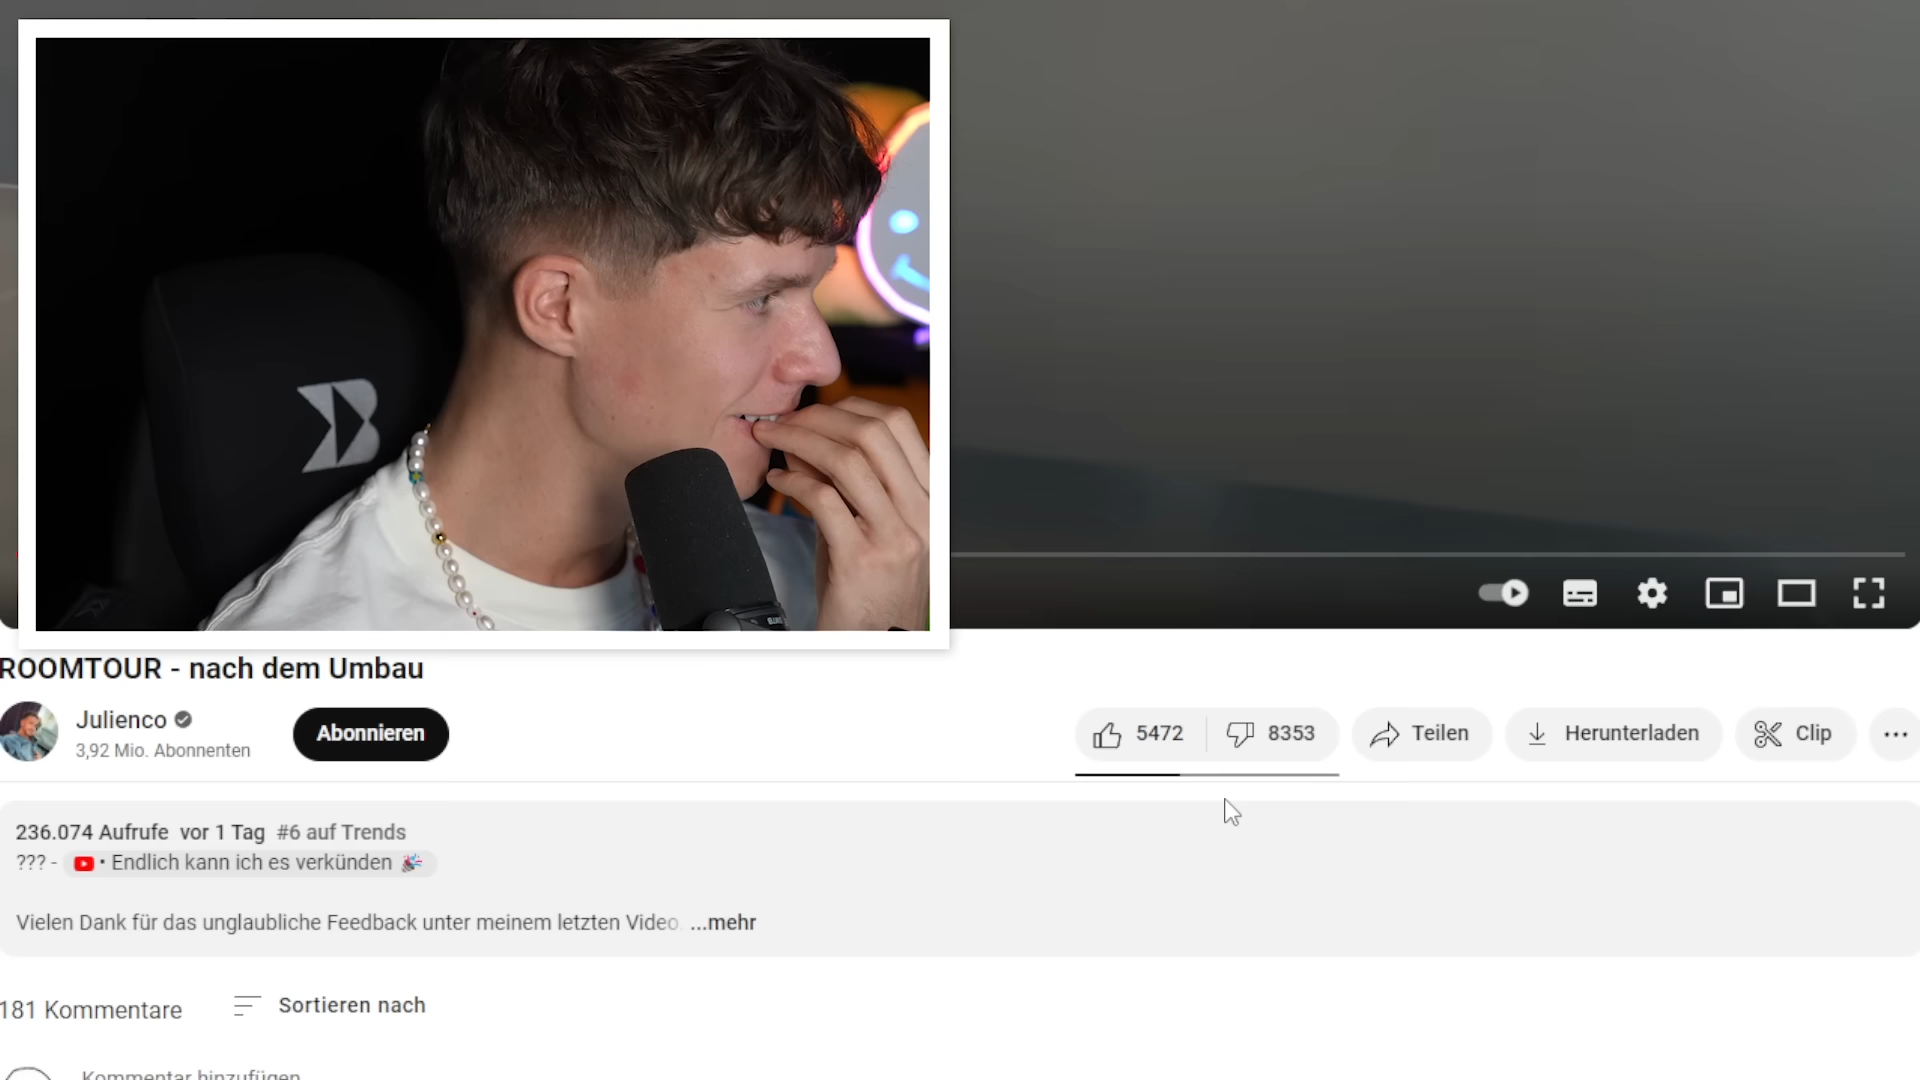 ROOMTOUR - nach dem Umbau
Julienco
3,92 Mio. Abonnenten
Abonnieren
5472
8353
Teilen
Herunterladen
Clip
236.074 Aufrufe vor 1 Tag #6 auf Trends
??? - • Endlich kann ich es verkünden 🎉
Vielen Dank für das unglaubliche Feedback unter meinem letzten Video. ...mehr
181 Kommentare
Sortieren nach
Kommentar hinzufügen